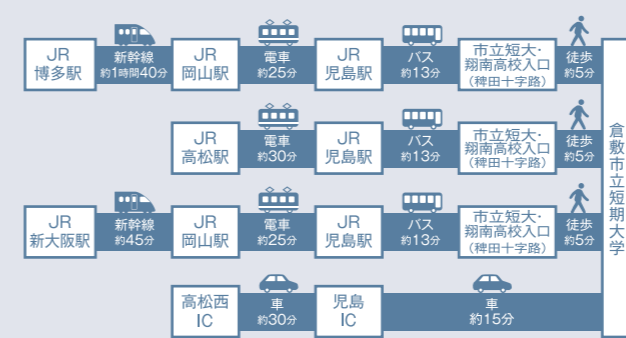 JR
博多駅
新幹線
約1時間40分
JR
岡山駅
電車
約25分
JR
児島駅
バス
約13分
市立短大・
翔南高校入口
(稗田十字路)
徒歩
約5分
JR
高松駅
電車
約30分
JR
児島駅
バス
約13分
市立短大・
翔南高校入口
(稗田十字路)
徒歩
約5分
JR
新大阪駅
新幹線
約45分
JR
岡山駅
電車
約25分
JR
児島駅
バス
約13分
市立短大・
翔南高校入口
(稗田十字路)
徒歩
約5分
高松西
IC
車
約30分
児島
IC
車
約15分
倉敷市立短期大学